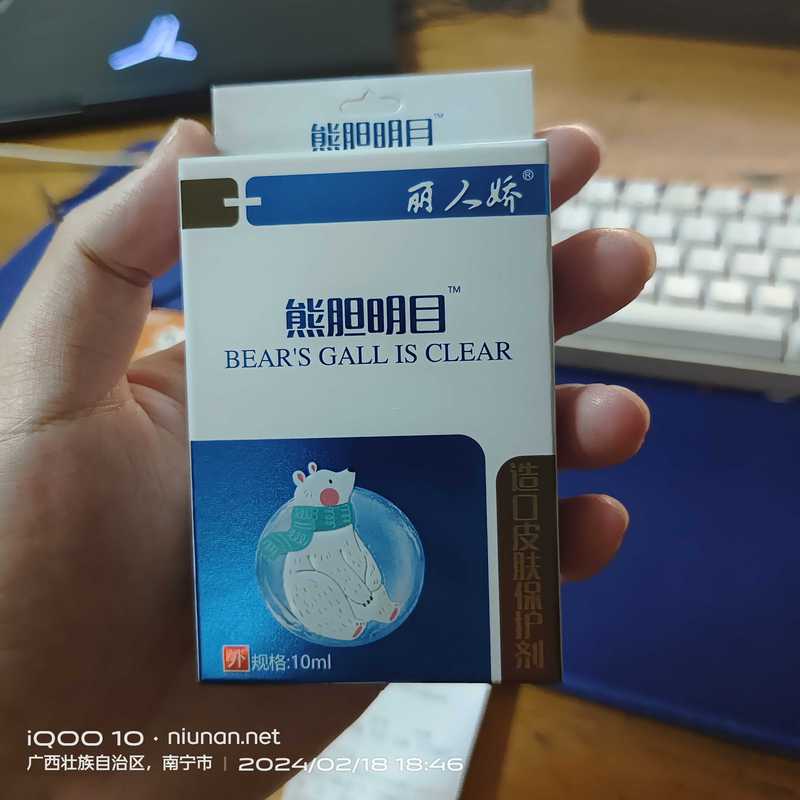 熊胆明目™
丽人娇®
熊胆明目™
BEAR'S GALL IS CLEAR
造口皮肤保护剂
外 规格:10ml
iQOO 10 · niunan.net
广西壮族自治区，南宁市 | 2024/02/18 18:46